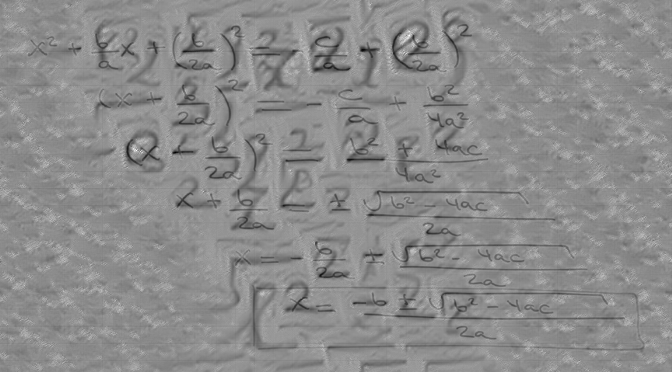 x² + b/a x + (b/2a)² = - c/a + (b/2a)²
(x + b/2a)² = - c/a + b²/4a²
(x + b/2a)² = b² + 4ac / 4a²
x + b/2a = ± √(b² - 4ac) / 2a
x = - b/2a ± √(b² - 4ac) / 2a
x = -b ± √(b² - 4ac) / 2a